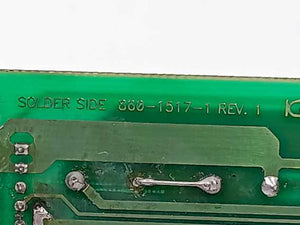 SOLDER SIDE 860-1517-1 REV. 1